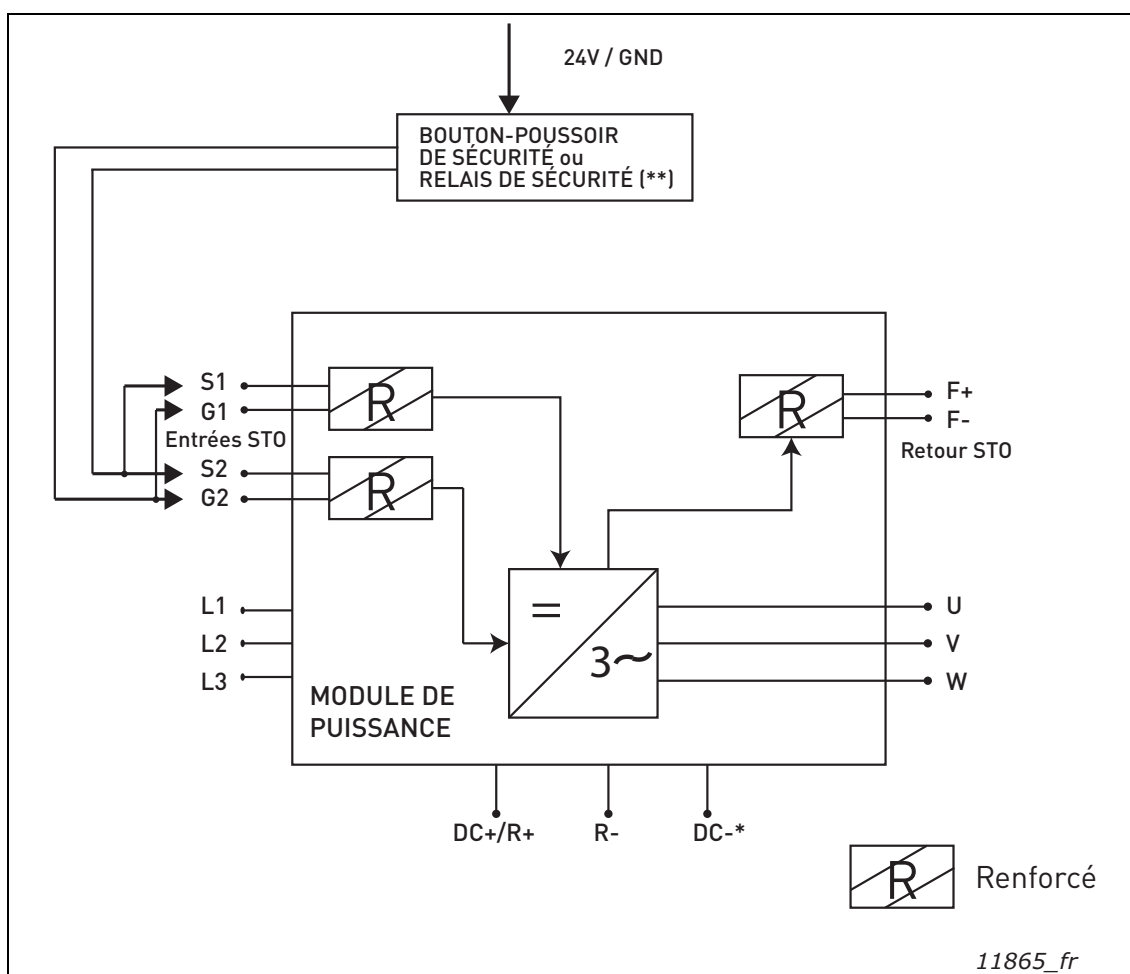 24V / GND
BOUTON-POUSSOIR
DE SÉCURITÉ ou
RELAIS DE SÉCURITÉ (**)
S1
G1
Entrées STO
S2
G2
R
R
R
F+
F-
Retour STO
L1
L2
L3
=
3~
U
V
W
MODULE DE
PUISSANCE
DC+/R+
R-
DC-*
R
Renforcé
11865_fr